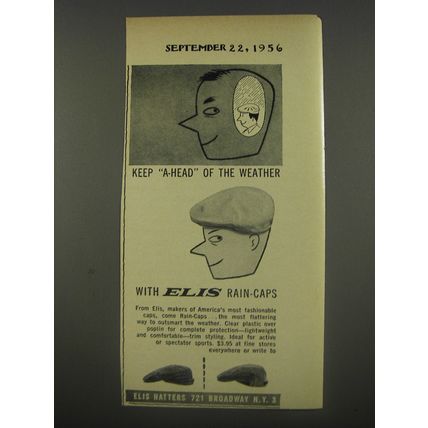 SEPTEMBER 22, 1956
KEEP "A-HEAD" OF THE WEATHER
WITH ELIS RAIN-CAPS
From Elis, makers of America's most fashionable
caps, come Rain-Caps ... the most flattering
way to outsmart the weather. Clear plastic over
poplin for complete protection—lightweight
and comfortable—trim styling. Ideal for active
or spectator sports. $3.95 at fine stores
everywhere or write to
ELIS HATTERS 721 BROADWAY N.Y. 3